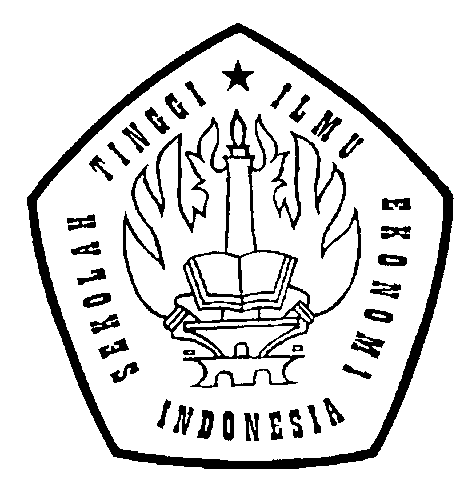 SEKOLAH TINGGI ILMU EKONOMI
INDONESIA